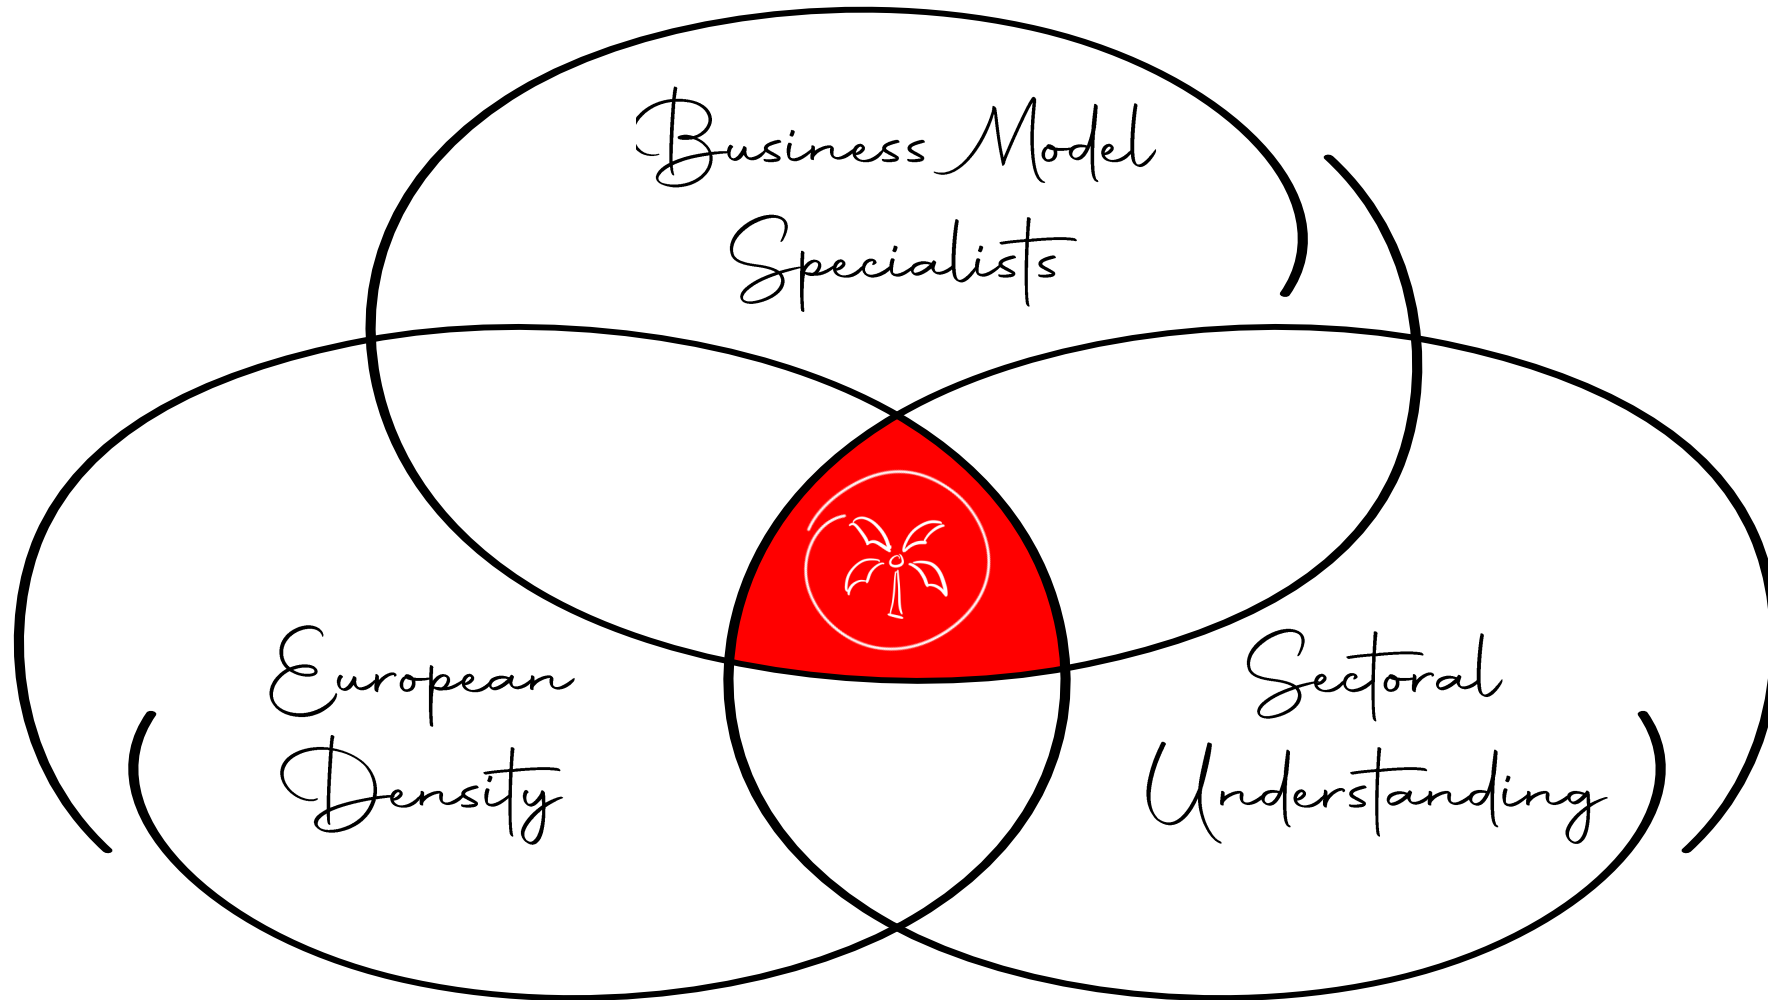 Business Model
Specialists
European
Density
Sectoral
Understanding